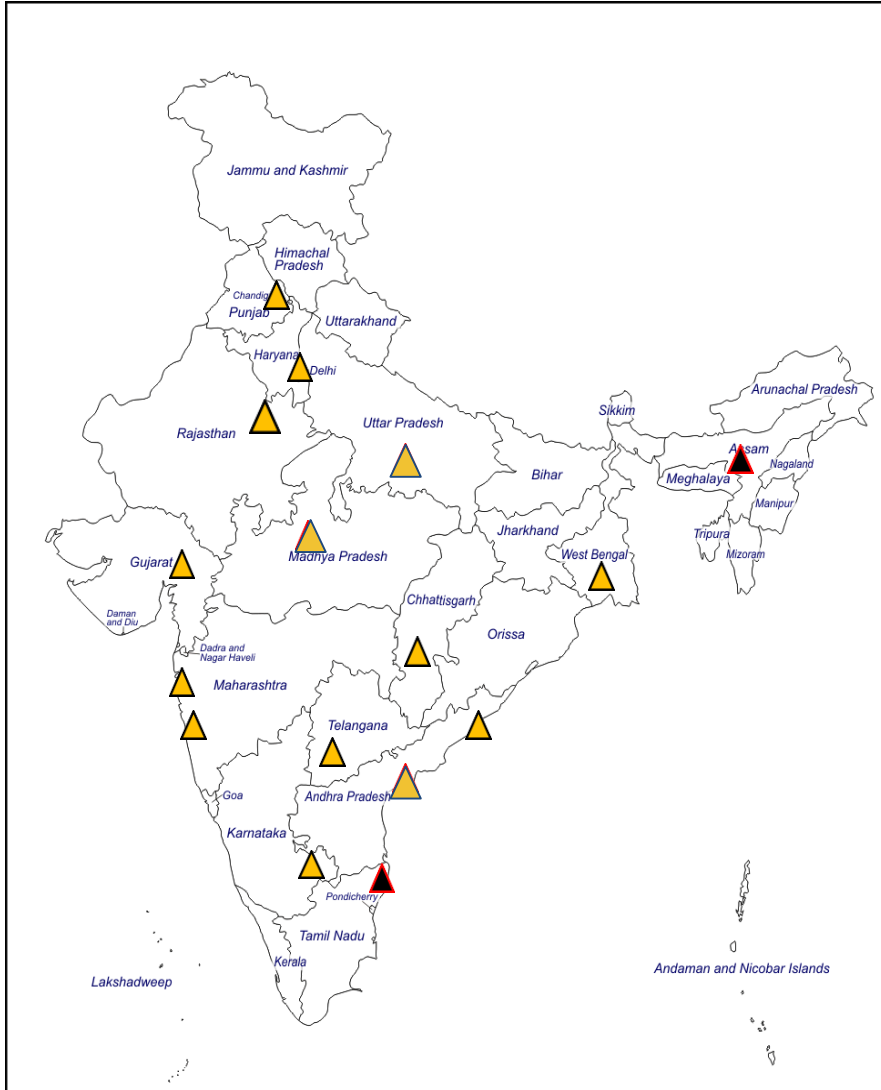 Jammu and Kashmir
Himachal
Pradesh
Chandig
Punjab
Uttarakhand
Haryana
Delhi
Arunachal Pradesh
Sikkim
Uttar Pradesh
Rajasthan
Assam
Nagaland
Bihar
Meghalaya
Manipur
Jharkhand
Tripura
West Bengal
Mizoram
Madhya Pradesh
Gujarat
Chhattisgarh
Daman
and Diu
Orissa
Dadra and
Nagar Haveli
Maharashtra
Telangana
Goa
Andhra Pradesh
Karnataka
Pondicherry
Tamil Nadu
Kerala
Andaman and Nicobar Islands
Lakshadweep